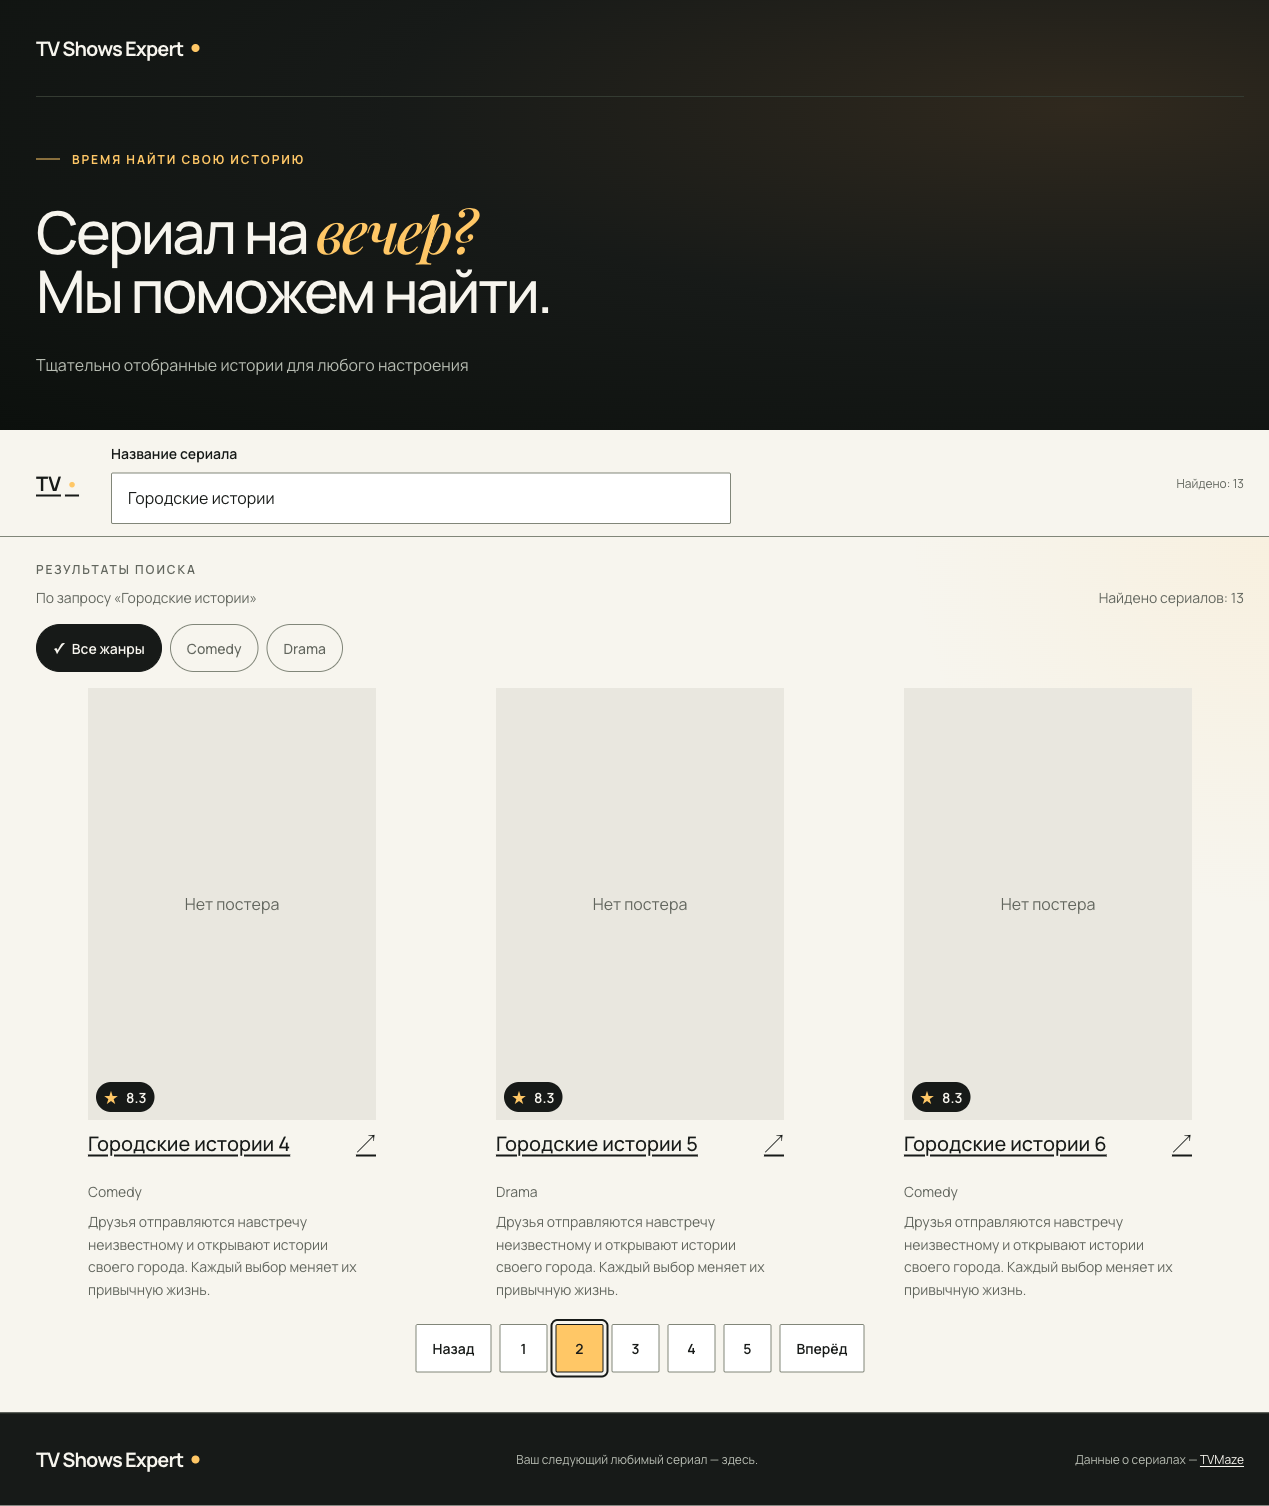 TV Shows Expert
ВРЕМЯ НАЙТИ СВОЮ ИСТОРИЮ
Сериал на вечер?
Мы поможем найти.
Тщательно отобранные истории для любого настроения
Название сериала
TV
Городские истории
Найдено: 13
РЕЗУЛЬТАТЫ ПОИСКА
По запросу «Городские истории»
Найдено сериалов: 13
✓ Все жанры
Comedy
Drama
Нет постера
Нет постера
Нет постера
★ 8.3
★ 8.3
★ 8.3
Городские истории 4 ↗
Городские истории 5 ↗
Городские истории 6 ↗
Comedy
Друзья отправляются навстречу
неизвестному и открывают истории
своего города. Каждый выбор меняет их
привычную жизнь.
Drama
Друзья отправляются навстречу
неизвестному и открывают истории
своего города. Каждый выбор меняет их
привычную жизнь.
Comedy
Друзья отправляются навстречу
неизвестному и открывают истории
своего города. Каждый выбор меняет их
привычную жизнь.
Назад 1 2 3 4 5 Вперёд
TV Shows Expert
Ваш следующий любимый сериал — здесь.
Данные о сериалах — TVMaze